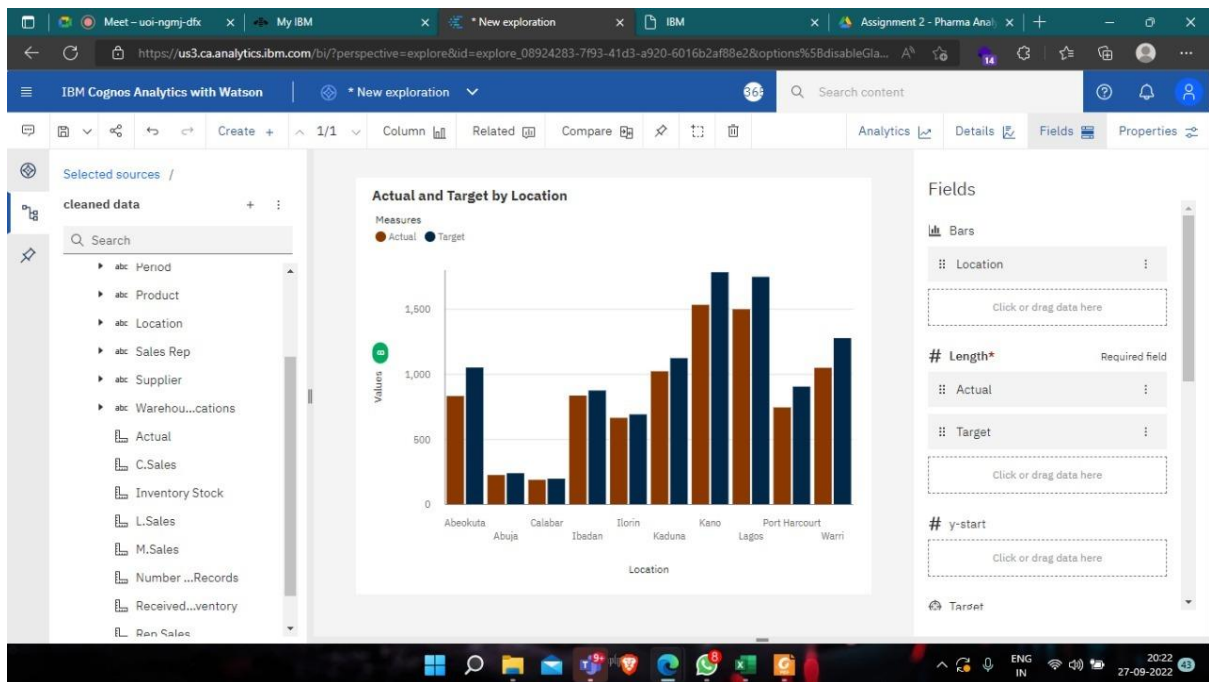 Meet – uoi-ngmj-dfx
My IBM
* New exploration
IBM
Assignment 2 - Pharma Anal
https://us3.ca.analytics.ibm.com/bi/?perspective=explore&id=explore_08924283-7f93-41d3-a920-6016b2af88e2&options%5BdisableGla...
14
IBM Cognos Analytics with Watson
* New exploration
365
Search content
Create +
1/1
Column
Related
Compare
Analytics
Details
Fields
Properties
Selected sources /
cleaned data
Search
abc Period
abc Product
abc Location
abc Sales Rep
abc Supplier
abc Warehou...cations
Actual
C.Sales
Inventory Stock
L.Sales
M.Sales
Number ...Records
Received...ventory
Rep Sales
Actual and Target by Location
Measures
Actual Target
1,500
1,000
500
0
Values
Abeokuta Calabar Ilorin Kano Port Harcourt
Abuja Ibadan Kaduna Lagos Warri
Location
Fields
Bars
Location
Click or drag data here
# Length* Required field
Actual
Target
Click or drag data here
# y-start
Click or drag data here
Target
9+
8
ENG
IN
20:22
27-09-2022
43